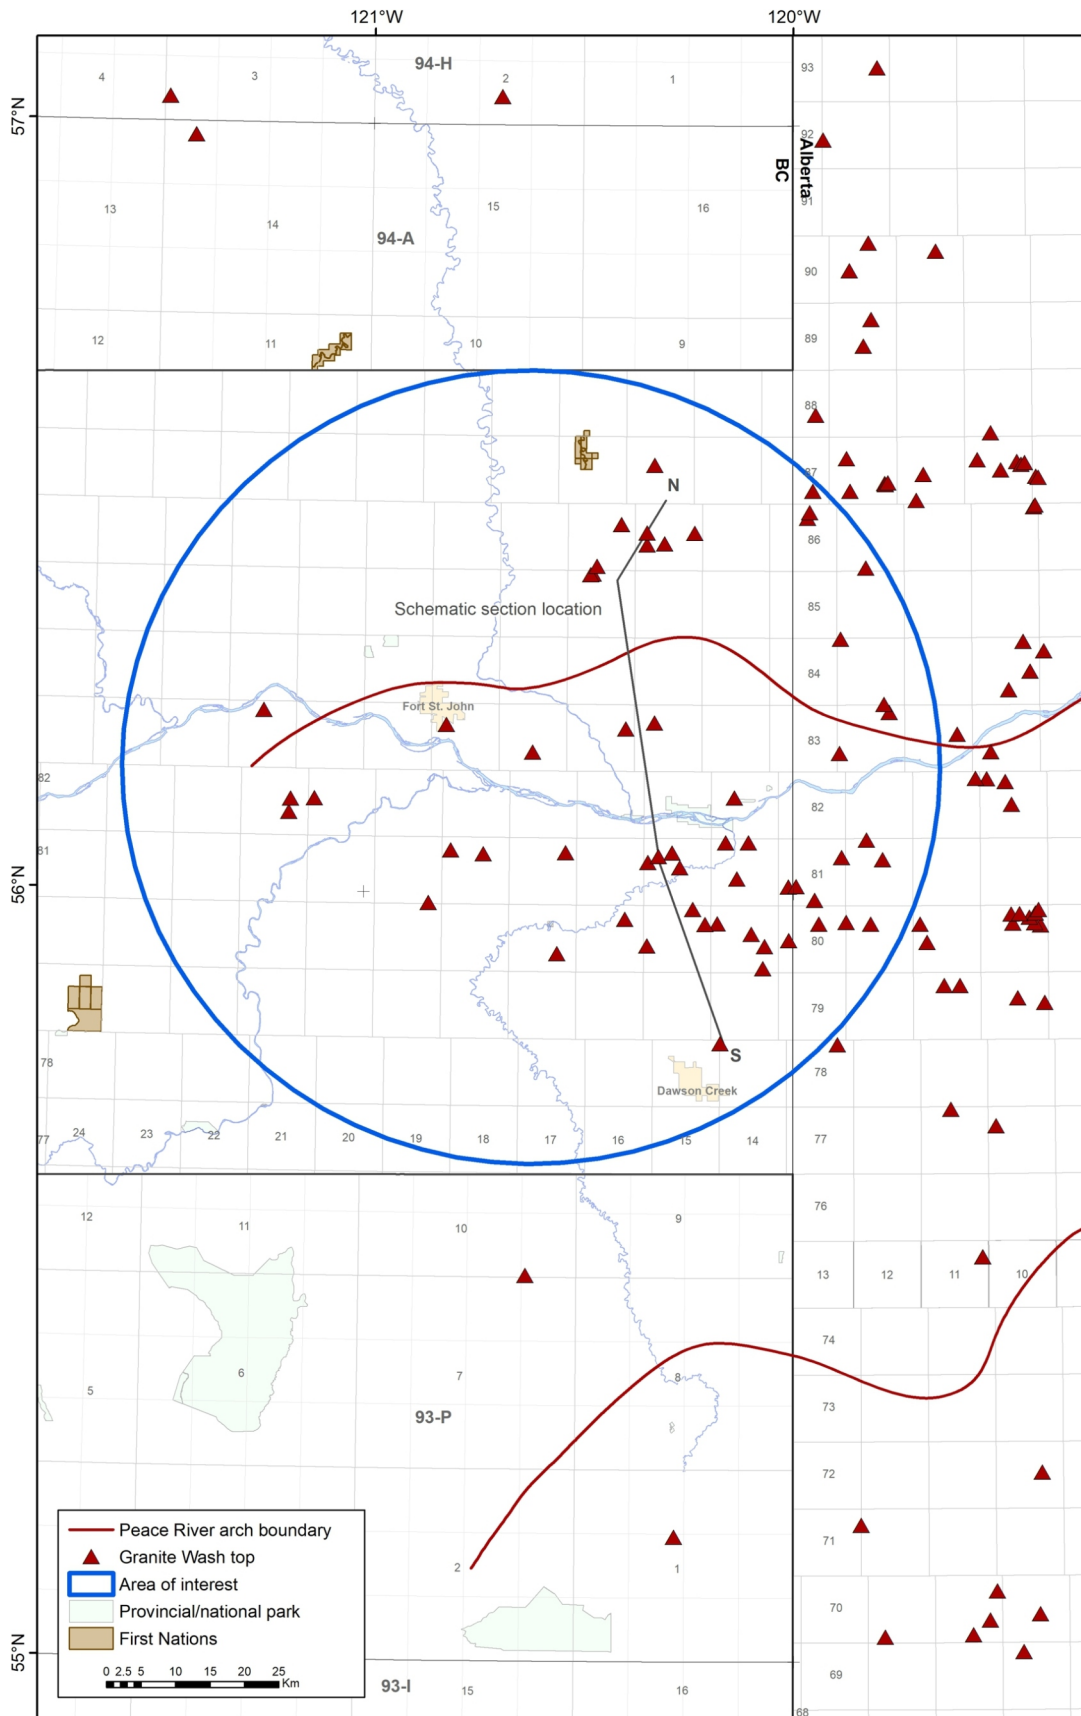 121°W 120°W
94-H
4 3 2 1 93
57°N
92
BC Alberta
91
13 14 15 16
94-A
90
12 11 10 9 89
88
87
N
86
85
Schematic section location
84
Fort St. John
83
82 82
81 81
56°N
80
79
S
78 78
Dawson Creek
77 24 23 22 21 20 19 18 17 16 15 14 77
76
12 11 10 9
13 12 11 10
74
6 7 8
5
93-P
73
72
71
2 1
70
69
68
55°N
93-I
15 16
Peace River arch boundary
Granite Wash top
Area of interest
Provincial/national park
First Nations
0 2.5 5 10 15 20 25
Km